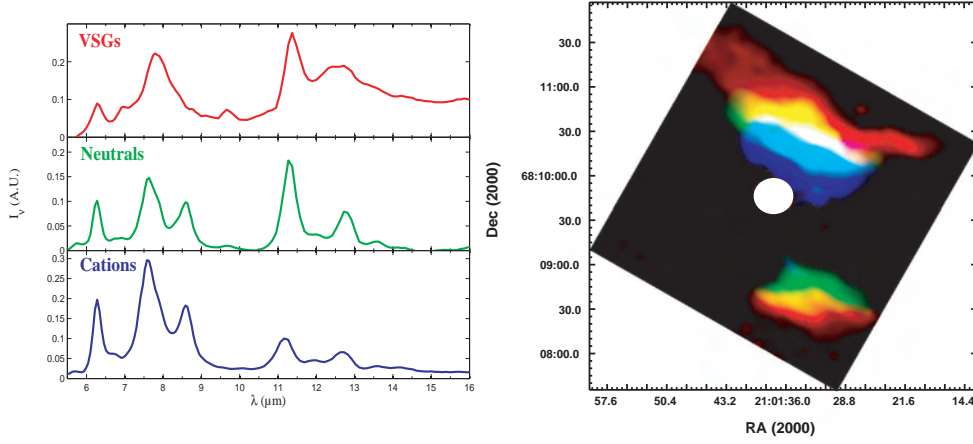 VSGs
0.2
0.1
0
Neutrals
0.2
0.15
0.1
0.05
0
Cations
0.3
0.25
0.2
0.15
0.1
0.05
0
6 7 8 9 10 11 12 13 14 15 16
λ (μm)
I_ν (A.U.)
30.0
11:00.0
30.0
68:10:00.0
30.0
09:00.0
30.0
08:00.0
Dec (2000)
57.6 50.4 43.2 21:01:36.0 28.8 21.6 14.4
RA (2000)